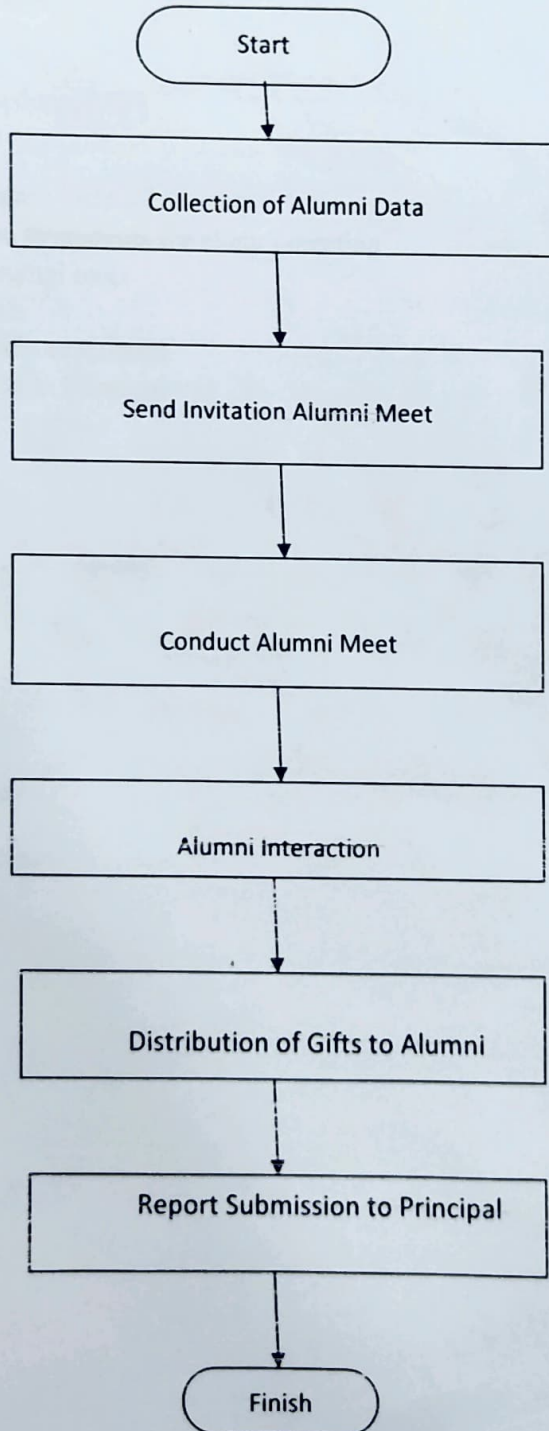 Start
Collection of Alumni Data
Send Invitation Alumni Meet
Conduct Alumni Meet
Alumni Interaction
Distribution of Gifts to Alumni
Report Submission to Principal
Finish